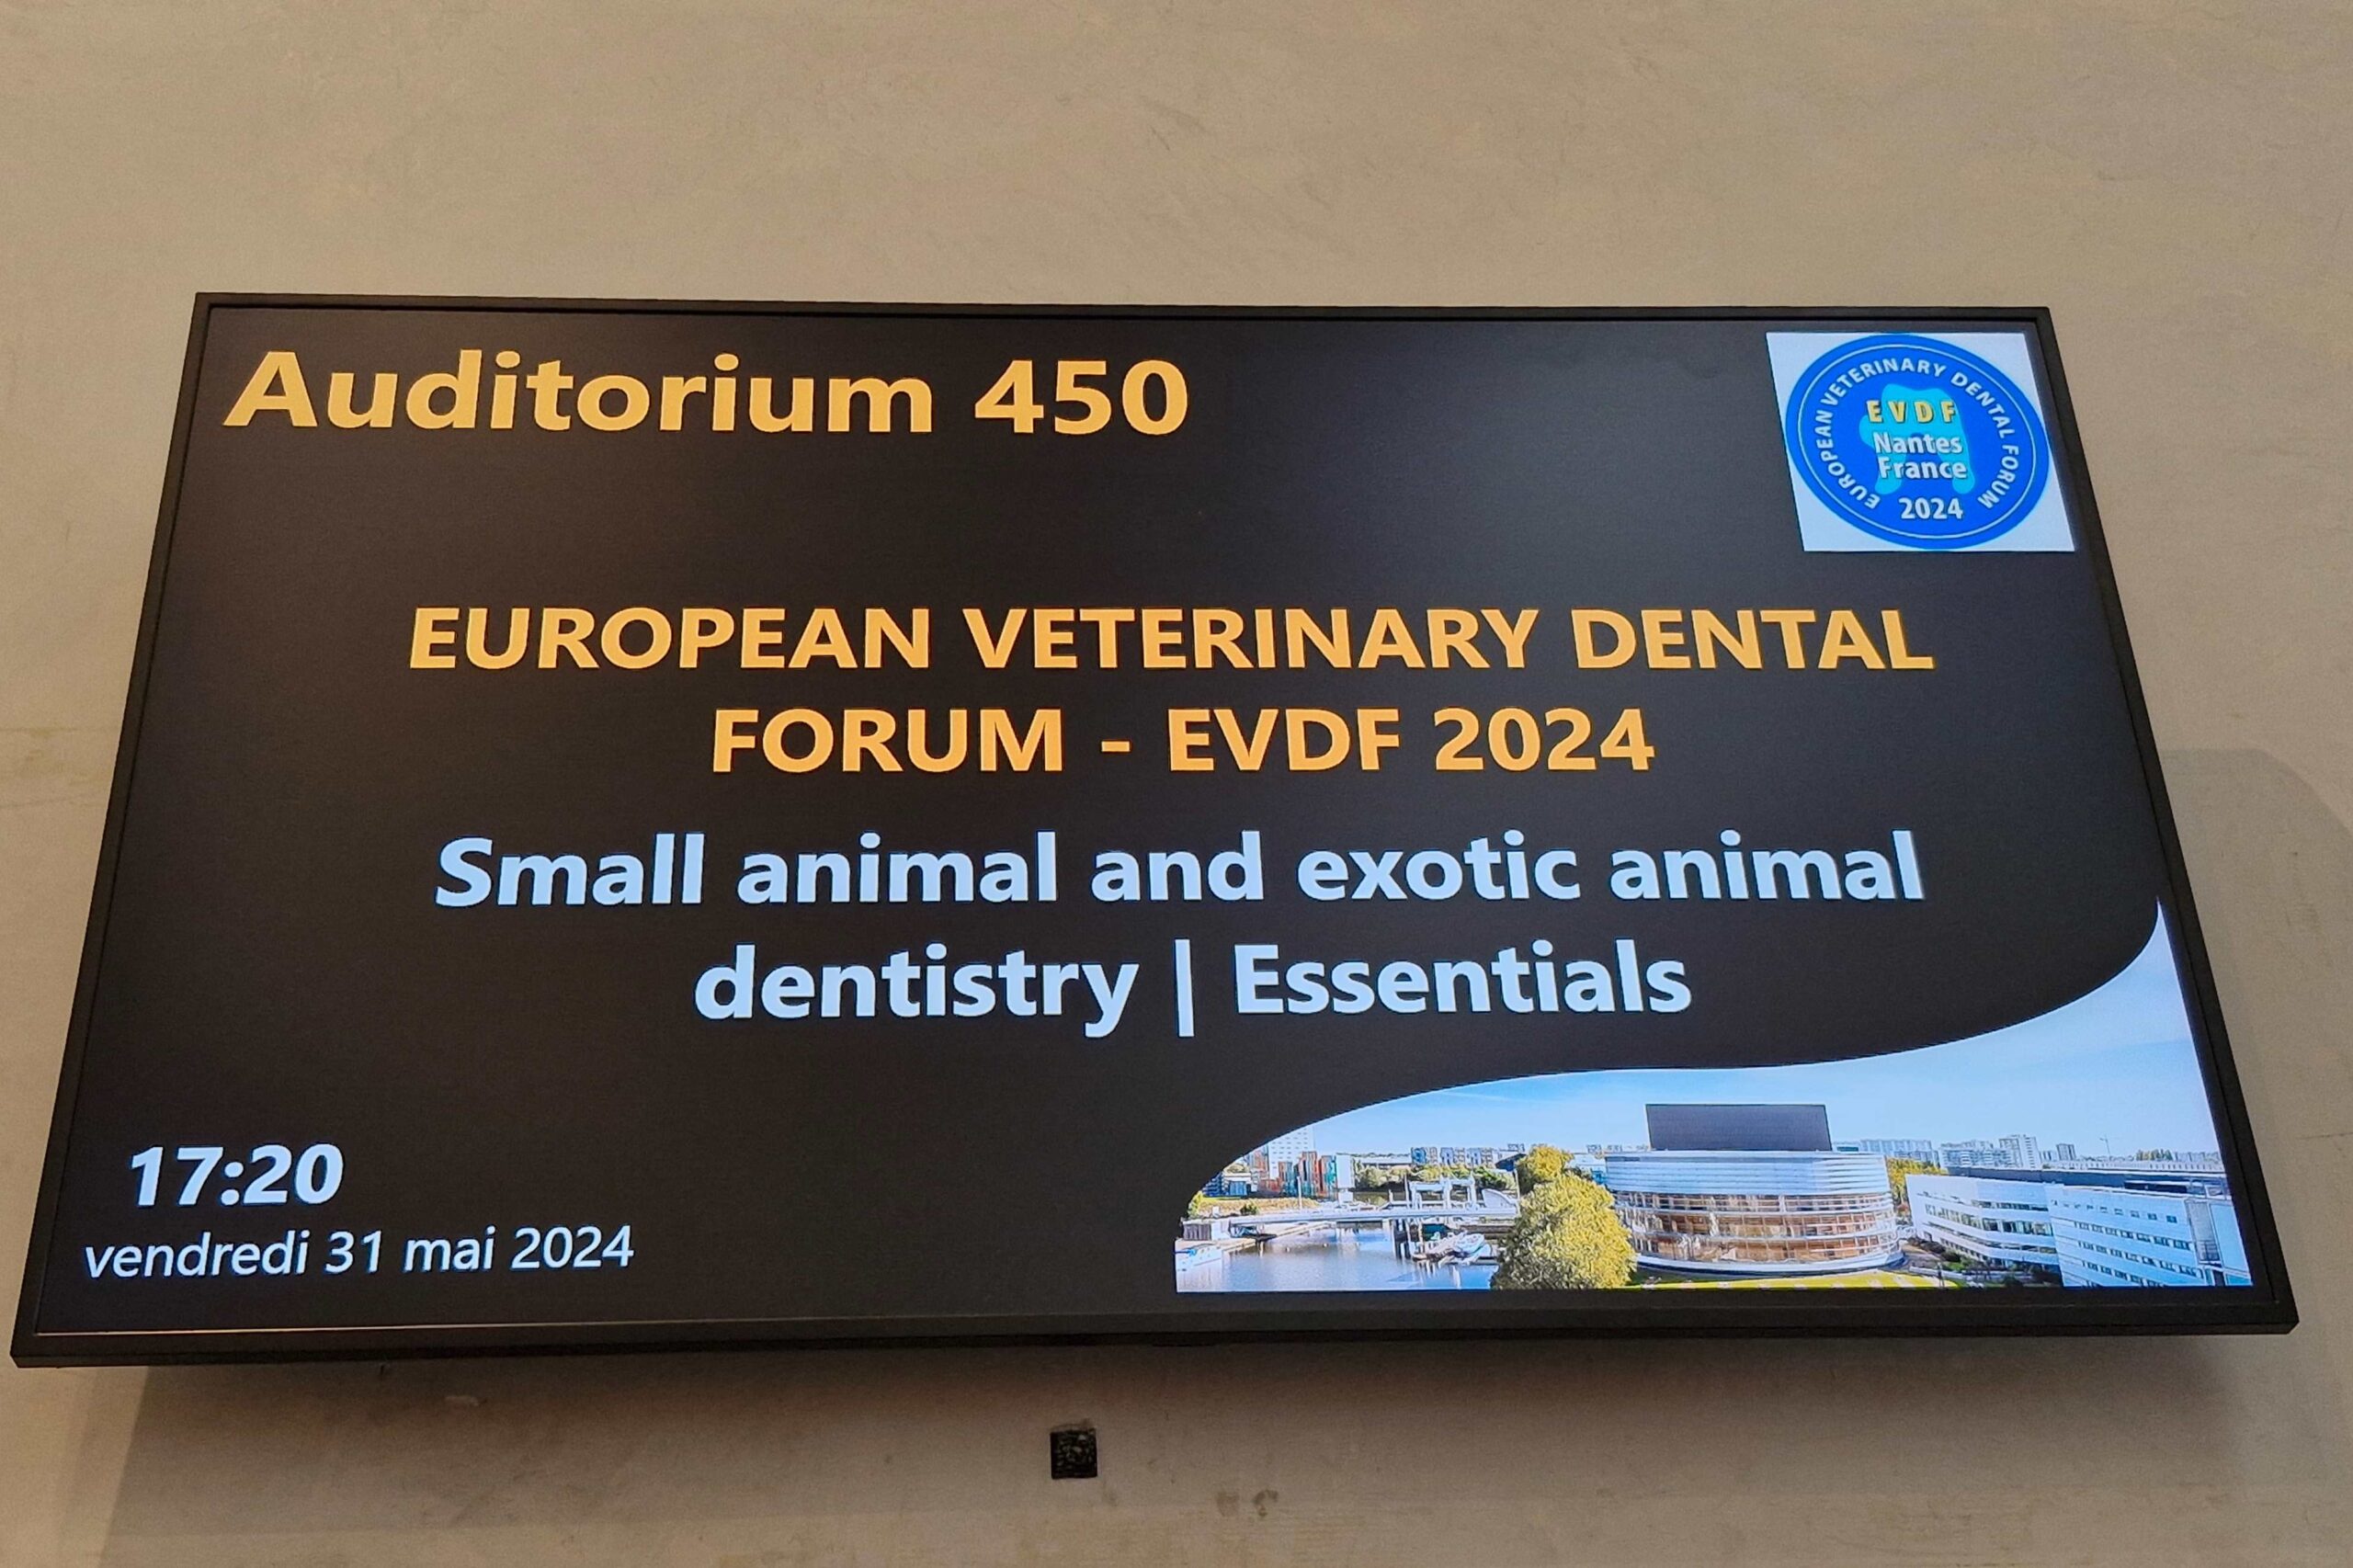 Auditorium 450
EUROPEAN VETERINARY DENTAL FORUM
EVDF
Nantes
France
2024
EUROPEAN VETERINARY DENTAL
FORUM - EVDF 2024
Small animal and exotic animal
dentistry | Essentials
17:20
vendredi 31 mai 2024